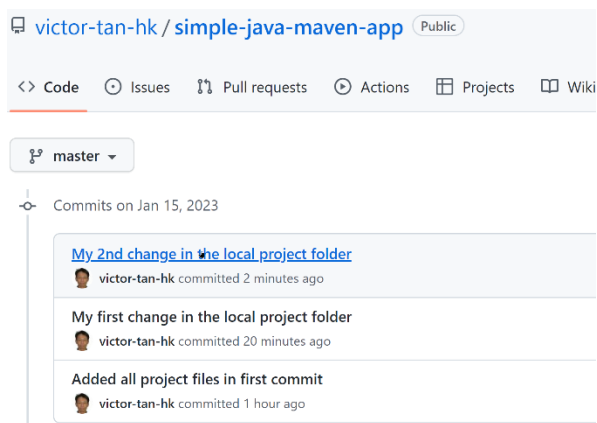 victor-tan-hk / simple-java-maven-app Public
Code Issues Pull requests Actions Projects Wiki
master
Commits on Jan 15, 2023
My 2nd change in the local project folder
victor-tan-hk committed 2 minutes ago
My first change in the local project folder
victor-tan-hk committed 20 minutes ago
Added all project files in first commit
victor-tan-hk committed 1 hour ago